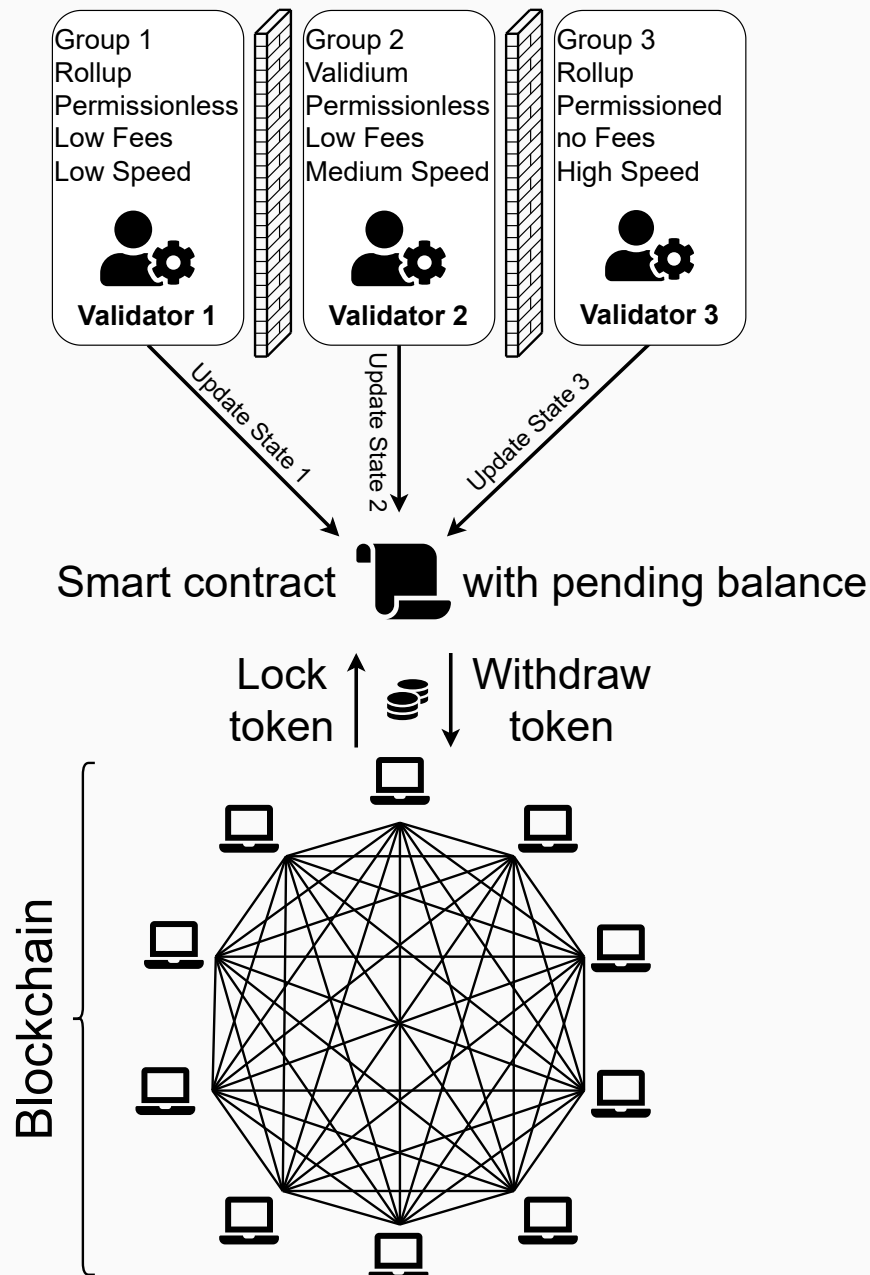 Group 1
Rollup
Permissionless
Low Fees
Low Speed
Validator 1
Group 2
Validium
Permissionless
Low Fees
Medium Speed
Validator 2
Group 3
Rollup
Permissioned
no Fees
High Speed
Validator 3
Update State 1
Update State 2
Update State 3
Smart contract with pending balance
Lock
token
Withdraw
token
Blockchain